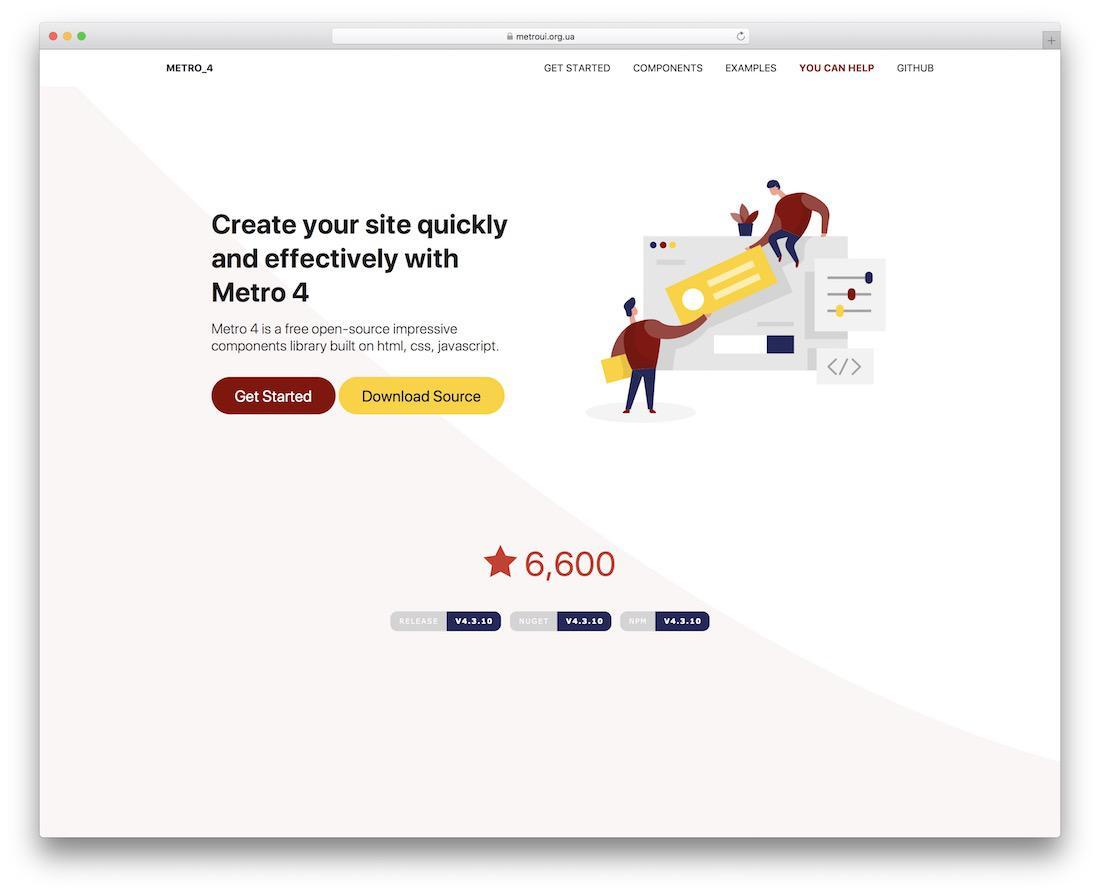 metroui.org.ua
METRO_4
GET STARTED COMPONENTS EXAMPLES YOU CAN HELP GITHUB
Create your site quickly
and effectively with
Metro 4
Metro 4 is a free open-source impressive
components library built on html, css, javascript.
Get Started Download Source
</>
6,600
RELEASE V4.3.10 NUGET V4.3.10 NPM V4.3.10